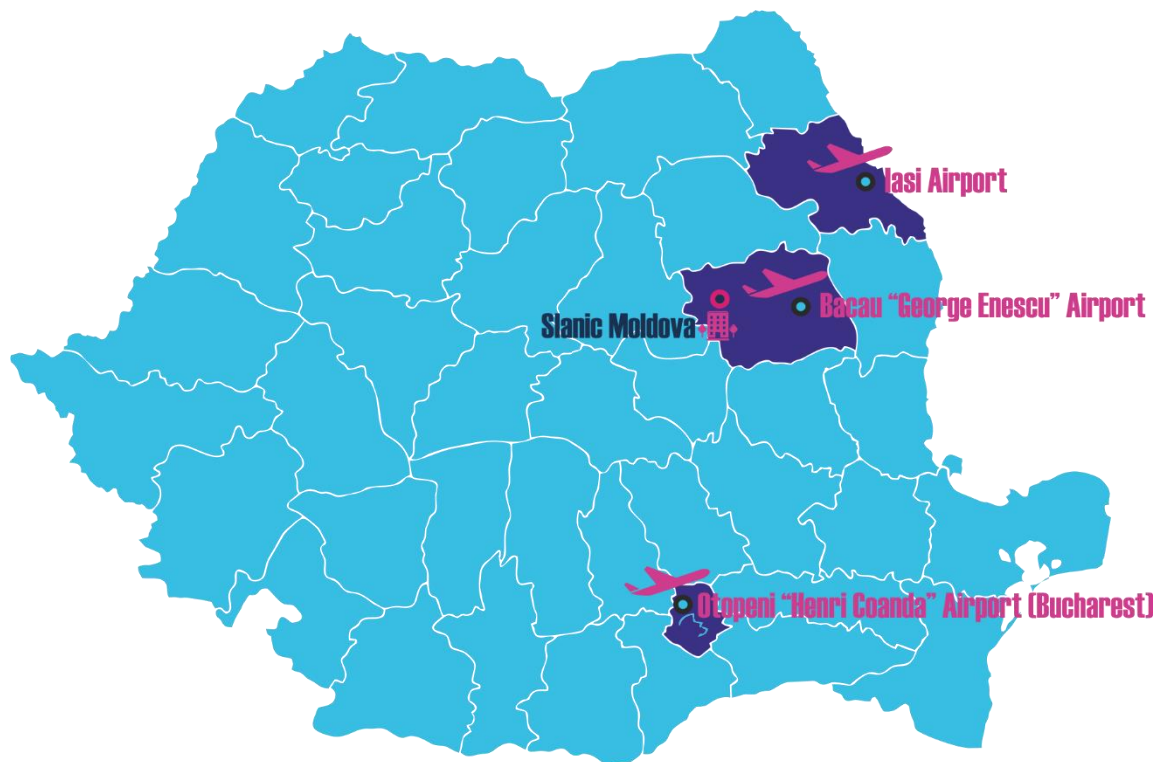 Iasi Airport
Bacau “George Enescu” Airport
Slanic Moldova
Otopeni “Henri Coanda” Airport (Bucharest)